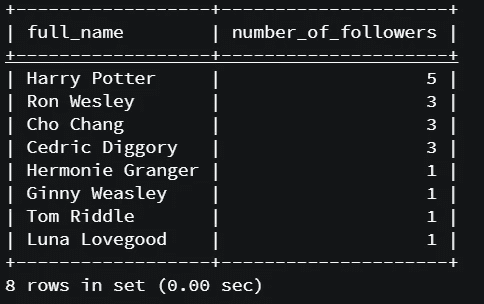 +------------------+---------------------+
| full_name        | number_of_followers |
+------------------+---------------------+
| Harry Potter     |                   5 |
| Ron Wesley       |                   3 |
| Cho Chang        |                   3 |
| Cedric Diggory   |                   3 |
| Hermonie Granger |                   1 |
| Ginny Weasley    |                   1 |
| Tom Riddle       |                   1 |
| Luna Lovegood    |                   1 |
+------------------+---------------------+
8 rows in set (0.00 sec)